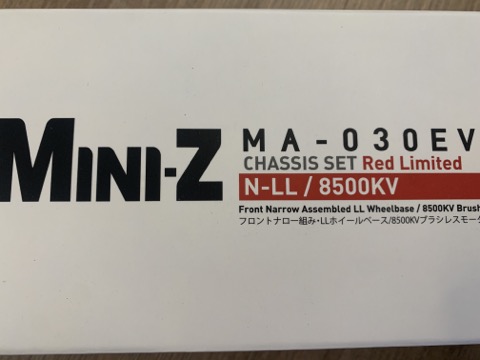 MINI-Z
MA-030EV
CHASSIS SET Red Limited
N-LL / 8500KV
Front Narrow Assembled LL Wheelbase / 8500KV Brush
フロントナロー組み・LLホイールベース/8500KVブラシレスモータ